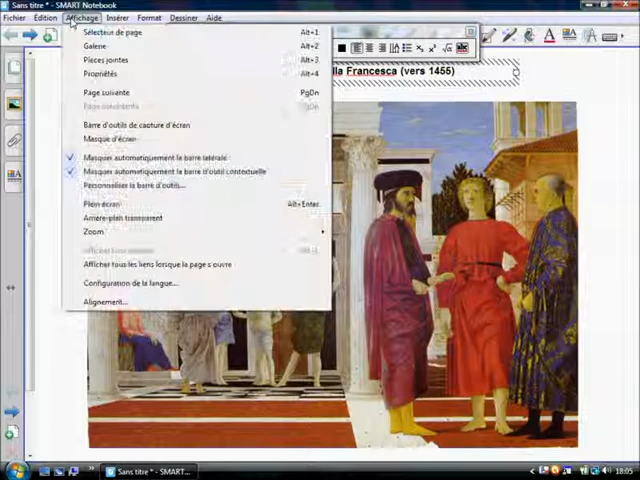 Sans titre * - SMART Notebook
Fichier Édition Affichage Insérer Format Dessiner Aide
Sélecteur de page Alt+1
Galerie Alt+2
Pièces jointes Alt+3
Propriétés Alt+4
lla Francesca (vers 1455)
Page suivante PgDn
Page précédente
Barre d'outils de capture d'écran
Masque d'écran
Masquer automatiquement la barre latérale
Masquer automatiquement la barre d'outil contextuelle
Personnaliser la barre d'outils...
Plein écran Alt+Enter
Arrière-plan transparent
Zoom
Afficher tous les liens lorsque la page s'ouvre
Configuration de la langue...
Alignement...
Sans titre * - SMART...
18:05